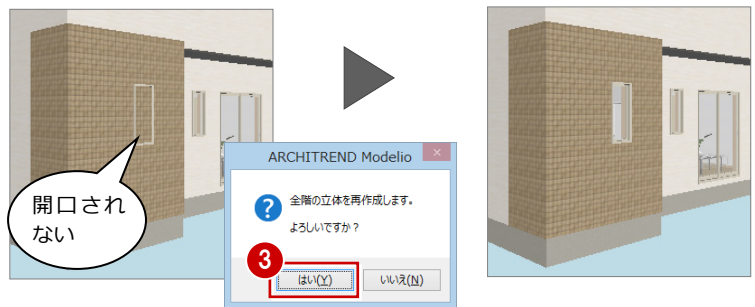 開口され
ない
ARCHITREND Modelio
×
?
全階の立体を再作成します。
よろしいですか？
3
はい(Y)
いいえ(N)